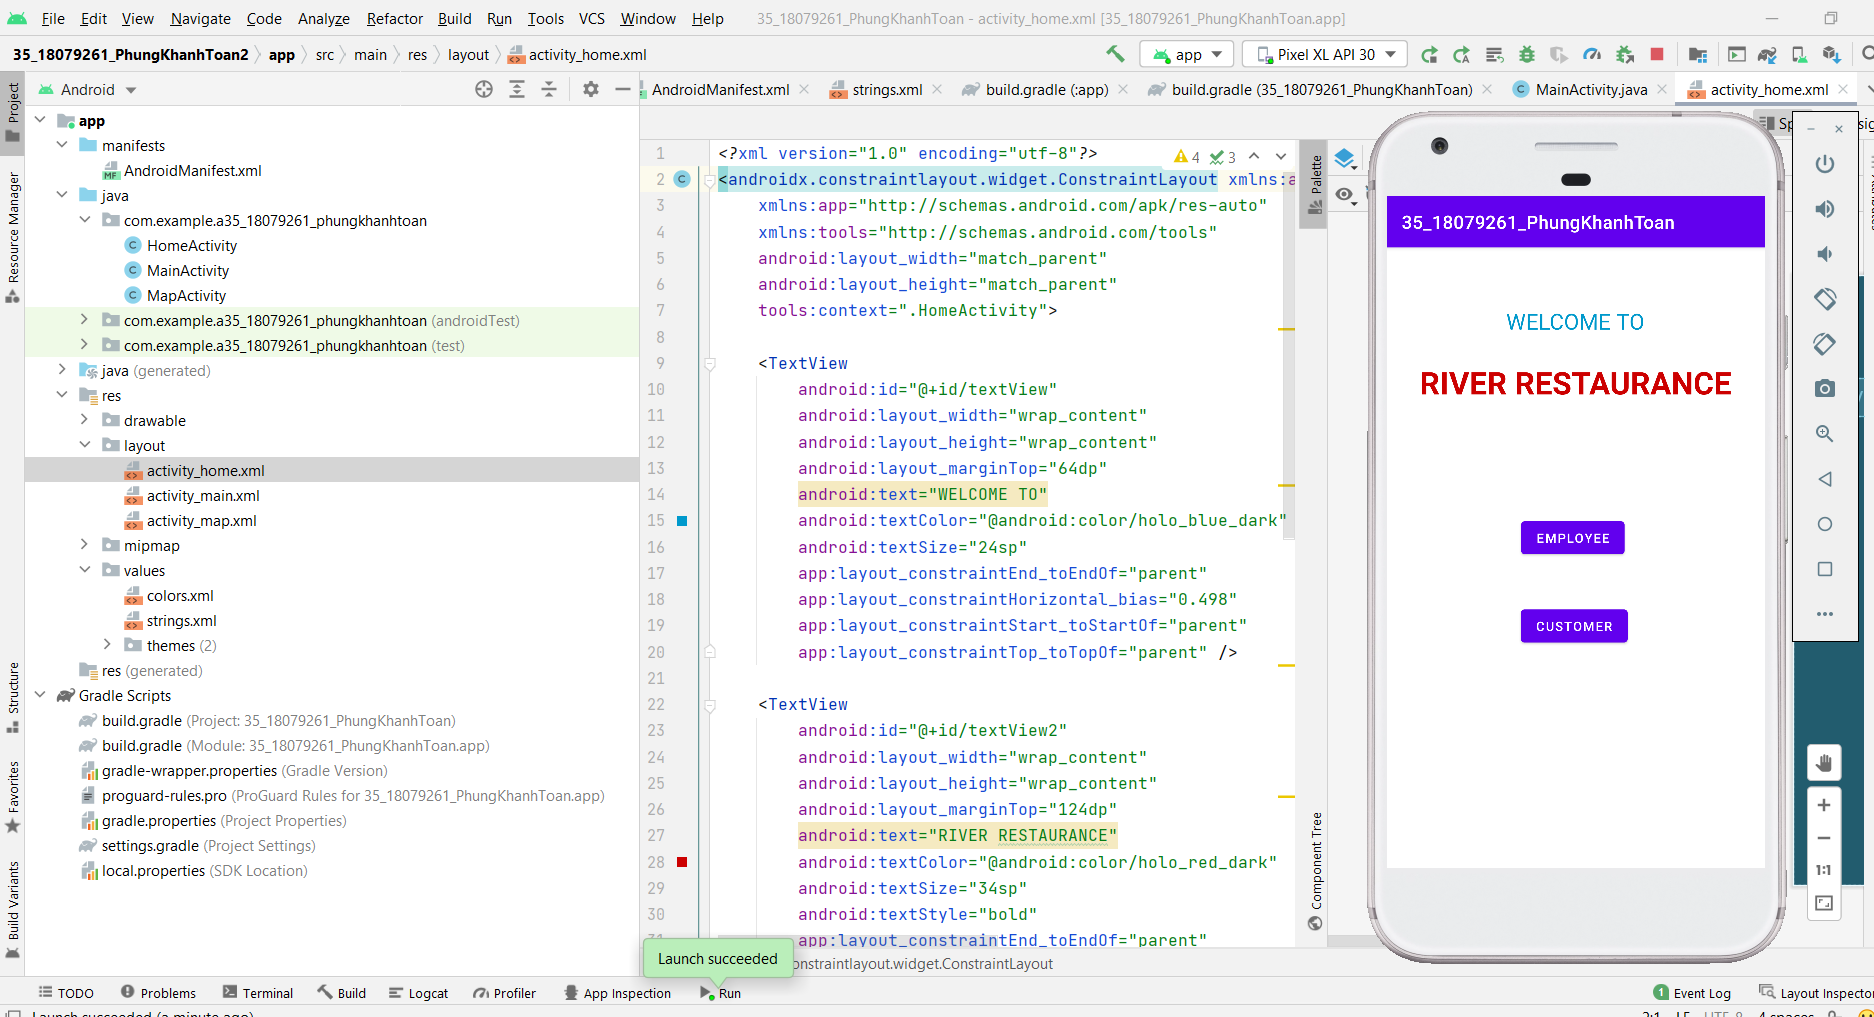 File Edit View Navigate Code Analyze Refactor Build Run Tools VCS Window Help 35_18079261_PhungKhanhToan - activity_home.xml [35_18079261_PhungKhanhToan.app]
35_18079261_PhungKhanhToan2 app src main res layout activity_home.xml app Pixel XL API 30
Android AndroidManifest.xml strings.xml build.gradle (:app) build.gradle (35_18079261_PhungKhanhToan) MainActivity.java activity_home.xml
Project
Resource Manager
Structure
Favorites
Build Variants
app
manifests
AndroidManifest.xml
java
com.example.a35_18079261_phungkhanhtoan
HomeActivity
MainActivity
MapActivity
com.example.a35_18079261_phungkhanhtoan (androidTest)
com.example.a35_18079261_phungkhanhtoan (test)
java (generated)
res
drawable
layout
activity_home.xml
activity_main.xml
activity_map.xml
mipmap
values
colors.xml
strings.xml
themes (2)
res (generated)
Gradle Scripts
build.gradle (Project: 35_18079261_PhungKhanhToan)
build.gradle (Module: 35_18079261_PhungKhanhToan.app)
gradle-wrapper.properties (Gradle Version)
proguard-rules.pro (ProGuard Rules for 35_18079261_PhungKhanhToan.app)
gradle.properties (Project Properties)
settings.gradle (Project Settings)
local.properties (SDK Location)
4 3
1 <?xml version="1.0" encoding="utf-8"?>
2 <androidx.constraintlayout.widget.ConstraintLayout xmlns:a
3 xmlns:app="http://schemas.android.com/apk/res-auto"
4 xmlns:tools="http://schemas.android.com/tools"
5 android:layout_width="match_parent"
6 android:layout_height="match_parent"
7 tools:context=".HomeActivity">
8
9 <TextView
10 android:id="@+id/textView"
11 android:layout_width="wrap_content"
12 android:layout_height="wrap_content"
13 android:layout_marginTop="64dp"
14 android:text="WELCOME TO"
15 android:textColor="@android:color/holo_blue_dark"
16 android:textSize="24sp"
17 app:layout_constraintEnd_toEndOf="parent"
18 app:layout_constraintHorizontal_bias="0.498"
19 app:layout_constraintStart_toStartOf="parent"
20 app:layout_constraintTop_toTopOf="parent" />
21
22 <TextView
23 android:id="@+id/textView2"
24 android:layout_width="wrap_content"
25 android:layout_height="wrap_content"
26 android:layout_marginTop="124dp"
27 android:text="RIVER RESTAURANCE"
28 android:textColor="@android:color/holo_red_dark"
29 android:textSize="34sp"
30 android:textStyle="bold"
31 app:layout_constraintEnd_toEndOf="parent"
Launch succeeded
onstraintlayout.widget.ConstraintLayout
Palette
Component Tree
35_18079261_PhungKhanhToan
WELCOME TO
RIVER RESTAURANCE
EMPLOYEE
CUSTOMER
1:1
TODO Problems Terminal Build Logcat Profiler App Inspection Run 1 Event Log Layout Inspector
Launch succeeded (a minute ago) 2:1 LF UTF-8 4 spaces